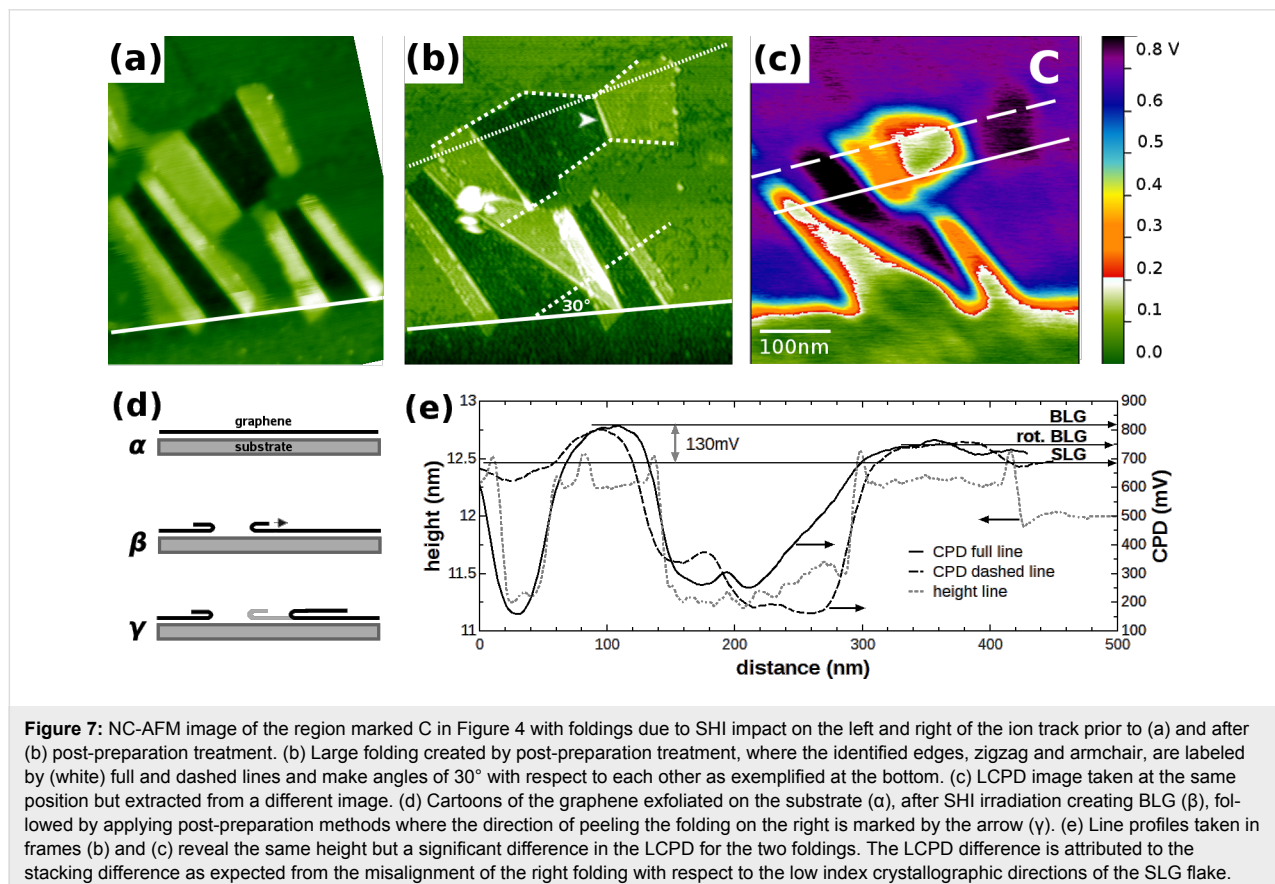 (a)
(b)
30°
(c)
C
100nm
0.8 V
0.6
0.5
0.4
0.3
0.2
0.1
0.0
(d)
graphene
α
substrate
β
γ
(e)
13
12.5
12
11.5
11
height (nm)
0
100
200
300
400
500
distance (nm)
900
800
700
600
500
400
300
200
100
CPD (mV)
BLG
rot. BLG
SLG
130mV
CPD full line
CPD dashed line
height line
Figure 7: NC-AFM image of the region marked C in Figure 4 with foldings due to SHI impact on the left and right of the ion track prior to (a) and after
(b) post-preparation treatment. (b) Large folding created by post-preparation treatment, where the identified edges, zigzag and armchair, are labeled
by (white) full and dashed lines and make angles of 30° with respect to each other as exemplified at the bottom. (c) LCPD image taken at the same
position but extracted from a different image. (d) Cartoons of the graphene exfoliated on the substrate (α), after SHI irradiation creating BLG (β), fol-
lowed by applying post-preparation methods where the direction of peeling the folding on the right is marked by the arrow (γ). (e) Line profiles taken in
frames (b) and (c) reveal the same height but a significant difference in the LCPD for the two foldings. The LCPD difference is attributed to the
stacking difference as expected from the misalignment of the right folding with respect to the low index crystallographic directions of the SLG flake.